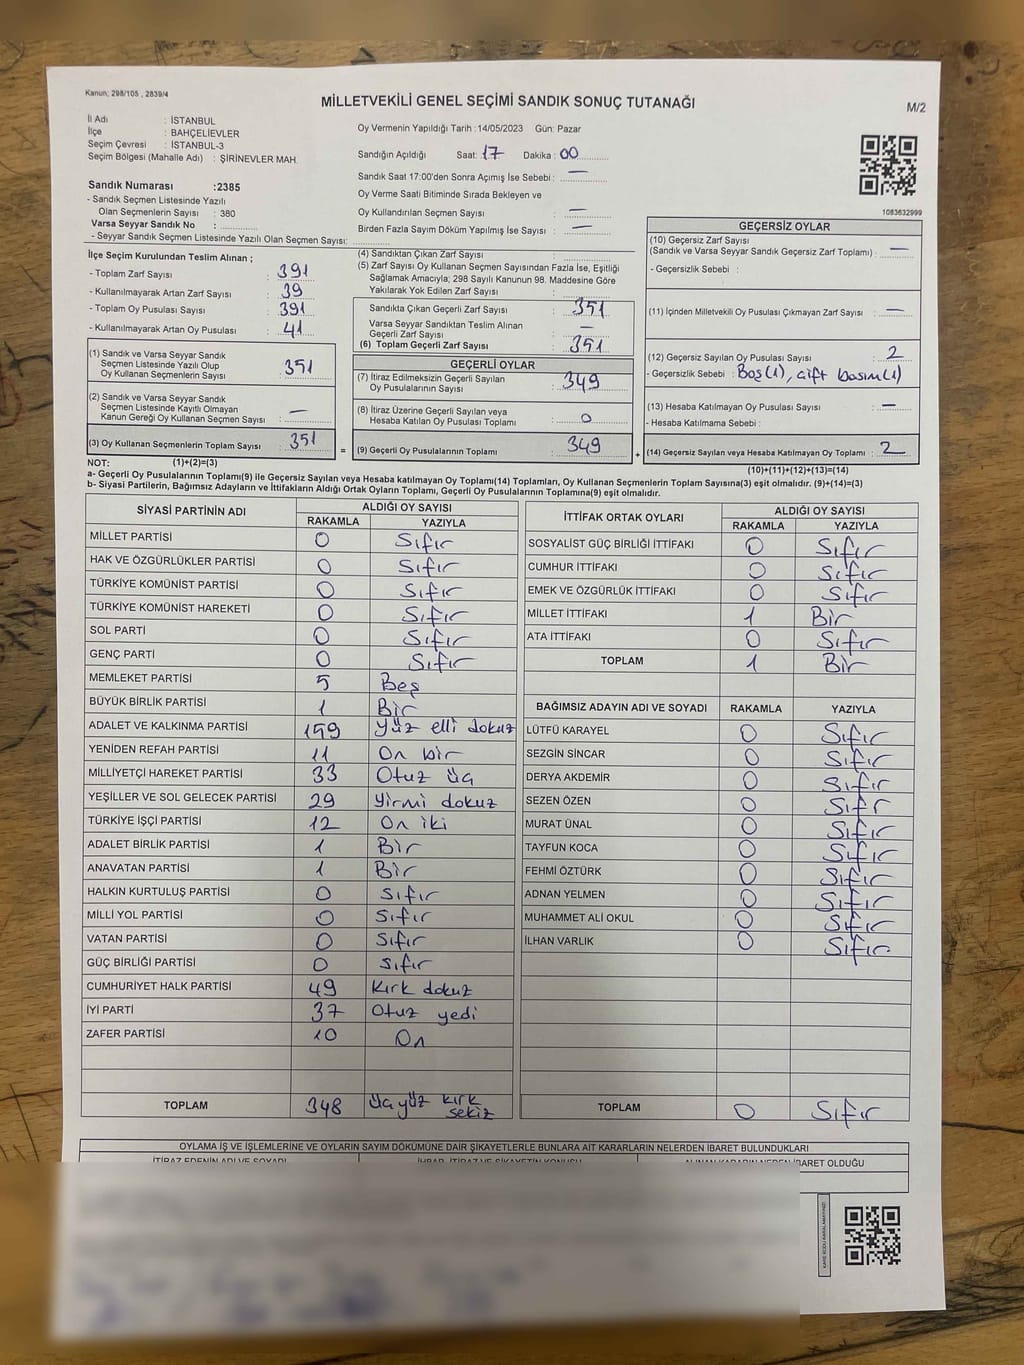 Kanun; 298/105 , 2839/4
MİLLETVEKİLİ GENEL SEÇİMİ SANDIK SONUÇ TUTANAĞI
M/2
İl Adı : İSTANBUL
İlçe : BAHÇELİEVLER
Seçim Çevresi : İSTANBUL-3
Seçim Bölgesi (Mahalle Adı) : ŞİRİNEVLER MAH.
Sandık Numarası :2385
- Sandık Seçmen Listesinde Yazılı
Olan Seçmenlerin Sayısı : 380
Varsa Seyyar Sandık No :
- Seyyar Sandık Seçmen Listesinde Yazılı Olan Seçmen Sayısı:
Oy Vermenin Yapıldığı Tarih :14/05/2023 Gün: Pazar
Sandığın Açıldığı Saat: 17 Dakika : 00
Sandık Saat 17:00'den Sonra Açımış İse Sebebi : —
Oy Verme Saati Bitiminde Sırada Bekleyen ve
Oy Kullandırılan Seçmen Sayısı : —
Birden Fazla Sayım Döküm Yapılmış İse Sayısı : —
1083632999
İlçe Seçim Kurulundan Teslim Alınan ;
- Toplam Zarf Sayısı : 391
- Kullanılmayarak Artan Zarf Sayısı : 39
- Toplam Oy Pusulası : 391
- Kullanılmayarak Artan Oy Pusulası : 41
(1) Sandık ve Varsa Seyyar Sandık
Seçmen Listesinde Yazılı Olup
Oy Kullanan Seçmenlerin Sayısı : 351
(2) Sandık ve Varsa Seyyar Sandık
Seçmen Listesinde Kayıtlı Olmayan
Kanun Gereği Oy Kullanan Seçmen Sayısı : —
(3) Oy Kullanan Seçmenlerin Toplam Sayısı : 351
(1)+(2)=(3)
(4) Sandıktan Çıkan Zarf Sayısı :
(5) Zarf Sayısı Oy Kullanan Seçmen Sayısından Fazla İse, Eşitliği
Sağlamak Amacıyla; 298 Sayılı Kanunun 98. Maddesine Göre
Yakılarak Yok Edilen Zarf Sayısı :
Sandıkta Çıkan Geçerli Zarf Sayısı : 351
Varsa Seyyar Sandıktan Teslim Alınan
Geçerli Zarf Sayısı : —
(6) Toplam Geçerli Zarf Sayısı : 351
GEÇERLİ OYLAR
(7) İtiraz Edilmeksizin Geçerli Sayılan
Oy Pusulalarının Sayısı : 349
(8) İtiraz Üzerine Geçerli Sayılan veya
Hesaba Katılan Oy Pusulası Toplamı : 0
= (9) Geçerli Oy Pusulalarının Toplamı : 349 +
GEÇERSİZ OYLAR
(10) Geçersiz Zarf Sayısı
(Sandık ve Varsa Seyyar Sandık Geçersiz Zarf Toplamı) : —
- Geçersizlik Sebebi :
(11) İçinden Milletvekili Oy Pusulası Çıkmayan Zarf Sayısı : —
(12) Geçersiz Sayılan Oy Pusulası Sayısı : 2
- Geçersizlik Sebebi : Boş(1), çift basım(1)
(13) Hesaba Katılmayan Oy Pusulası Sayısı : —
- Hesaba Katılmama Sebebi :
(14) Geçersiz Sayılan veya Hesaba Katılmayan Oy Toplamı : 2
(10)+(11)+(12)+(13)=(14)
NOT:
a- Geçerli Oy Pusulalarının Toplamı(9) ile Geçersiz Sayılan veya Hesaba katılmayan Oy Toplamı(14) Toplamları, Oy Kullanan Seçmenlerin Toplam Sayısına(3) eşit olmalıdır. (9)+(14)=(3)
b- Siyasi Partilerin, Bağımsız Adayların ve İttifakların Aldığı Ortak Oyların Toplamı, Geçerli Oy Pusulalarının Toplamına(9) eşit olmalıdır.
SİYASİ PARTİNİN ADI ALDIĞI OY SAYISI
RAKAMLA YAZIYLA
MİLLET PARTİSİ 0 Sıfır
HAK VE ÖZGÜRLÜKLER PARTİSİ 0 Sıfır
TÜRKİYE KOMÜNİST PARTİSİ 0 Sıfır
TÜRKİYE KOMÜNİST HAREKETİ 0 Sıfır
SOL PARTİ 0 Sıfır
GENÇ PARTİ 0 Sıfır
MEMLEKET PARTİSİ 5 Beş
BÜYÜK BİRLİK PARTİSİ 1 Bir
ADALET VE KALKINMA PARTİSİ 159 yüz elli dokuz
YENİDEN REFAH PARTİSİ 11 On bir
MİLLİYETÇİ HAREKET PARTİSİ 33 Otuz üç
YEŞİLLER VE SOL GELECEK PARTİSİ 29 Yirmi dokuz
TÜRKİYE İŞÇİ PARTİSİ 12 On iki
ADALET BİRLİK PARTİSİ 1 Bir
ANAVATAN PARTİSİ 1 Bir
HALKIN KURTULUŞ PARTİSİ 0 Sıfır
MİLLİ YOL PARTİSİ 0 Sıfır
VATAN PARTİSİ 0 Sıfır
GÜÇ BİRLİĞİ PARTİSİ 0 Sıfır
CUMHURİYET HALK PARTİSİ 49 Kırk dokuz
İYİ PARTİ 37 Otuz yedi
ZAFER PARTİSİ 10 On
TOPLAM 348 üç yüz kırk
sekiz
İTTİFAK ORTAK OYLARI ALDIĞI OY SAYISI
RAKAMLA YAZIYLA
SOSYALİST GÜÇ BİRLİĞİ İTTİFAKI 0 Sıfır
CUMHUR İTTİFAKI 0 Sıfır
EMEK VE ÖZGÜRLÜK İTTİFAKI 0 Sıfır
MİLLET İTTİFAKI 1 Bir
ATA İTTİFAKI 0 Sıfır
TOPLAM 1 Bir
BAĞIMSIZ ADAYIN ADI VE SOYADI RAKAMLA YAZIYLA
LÜTFÜ KARAYEL 0 Sıfır
SEZGİN SİNCAR 0 Sıfır
DERYA AKDEMİR 0 Sıfır
SEZEN ÖZEN 0 Sıfır
MURAT ÜNAL 0 Sıfır
TAYFUN KOCA 0 Sıfır
FEHMİ ÖZTÜRK 0 Sıfır
ADNAN YELMEN 0 Sıfır
MUHAMMET ALİ OKUL 0 Sıfır
İLHAN VARLIK 0 Sıfır
TOPLAM 0 Sıfır
OYLAMA İŞ VE İŞLEMLERİNE VE OYLARIN SAYIM DÖKÜMÜNE DAİR ŞİKAYETLERLE BUNLARA AİT KARARLARIN NELERDEN İBARET BULUNDUKLARI
İTİRAZ EDENİN ADI VE SOYADI İHBAR, İTİRAZ VE ŞİKAYETİN KONUSU ALINAN KARARIN NEDEN İBARET OLDUĞU
KARE KODU KARALAMAYINIZ!